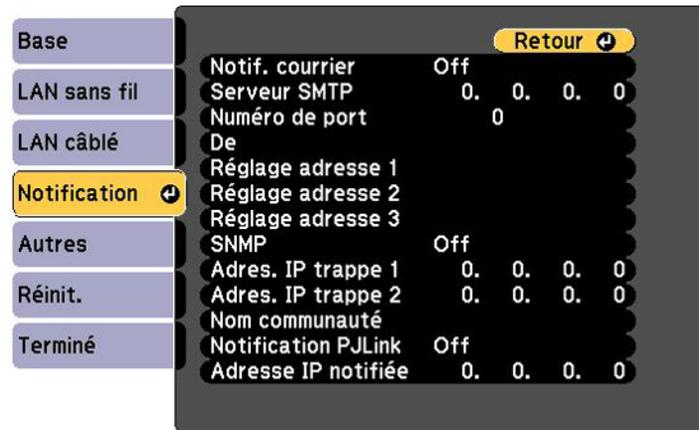 Base
LAN sans fil
LAN câblé
Notification
Autres
Réinit.
Terminé
Retour
Notif. courrier Off
Serveur SMTP 0. 0. 0. 0
Numéro de port 0
De
Réglage adresse 1
Réglage adresse 2
Réglage adresse 3
SNMP Off
Adres. IP trappe 1 0. 0. 0. 0
Adres. IP trappe 2 0. 0. 0. 0
Nom communauté
Notification PJLink Off
Adresse IP notifiée 0. 0. 0. 0